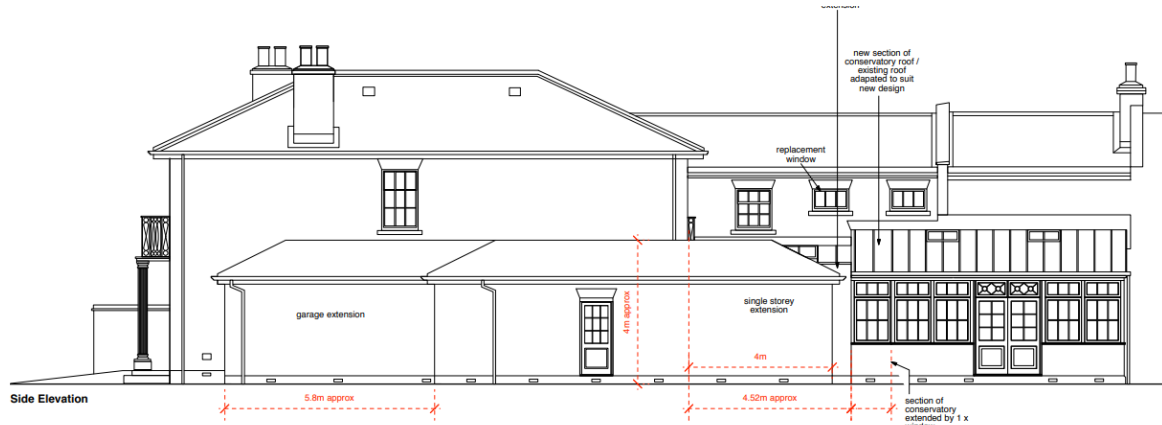 extension
new section of
conservatory roof /
existing roof
adapated to suit
new design
replacement
window
garage extension
4m approx
single storey
extension
4m
5.8m approx
4.52m approx
Side Elevation
section of
conservatory
extended by 1 x
window